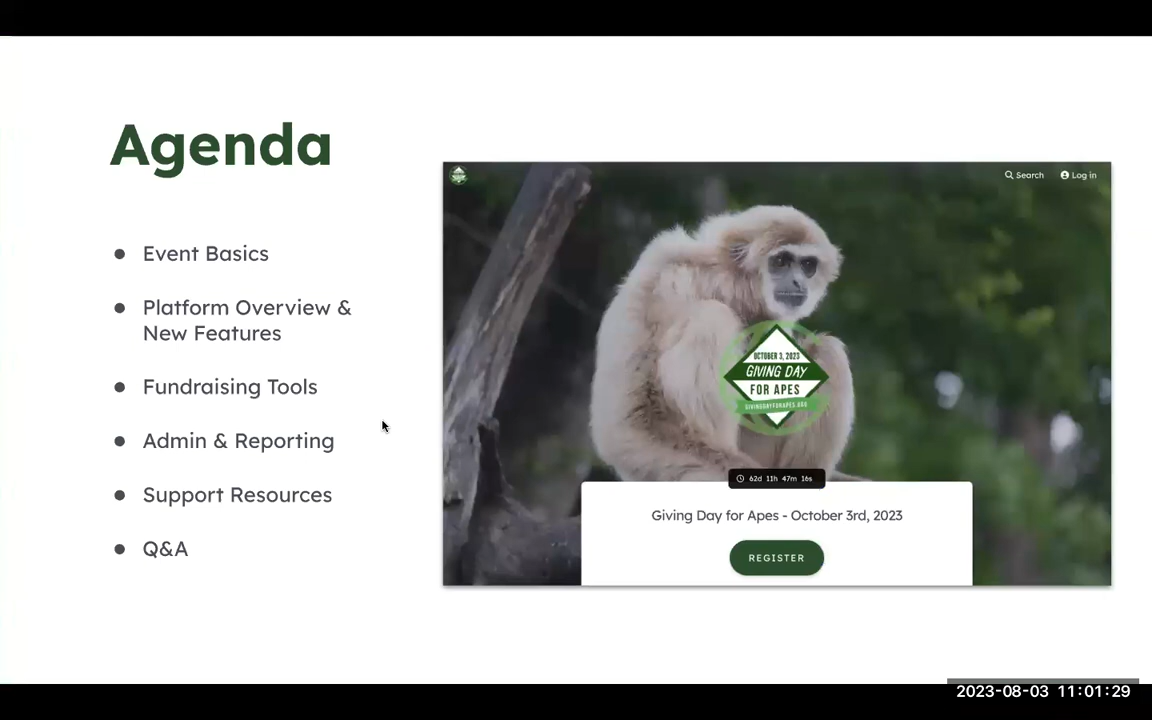 Agenda
Event Basics
Platform Overview &
New Features
Fundraising Tools
Admin & Reporting
Support Resources
Q&A
Search
Log in
OCTOBER 3, 2023
GIVING DAY
FOR APES
GIVINGDAYFORAPES.ORG
62d 11h 47m 16s
Giving Day for Apes - October 3rd, 2023
REGISTER
2023-08-03 11:01:29